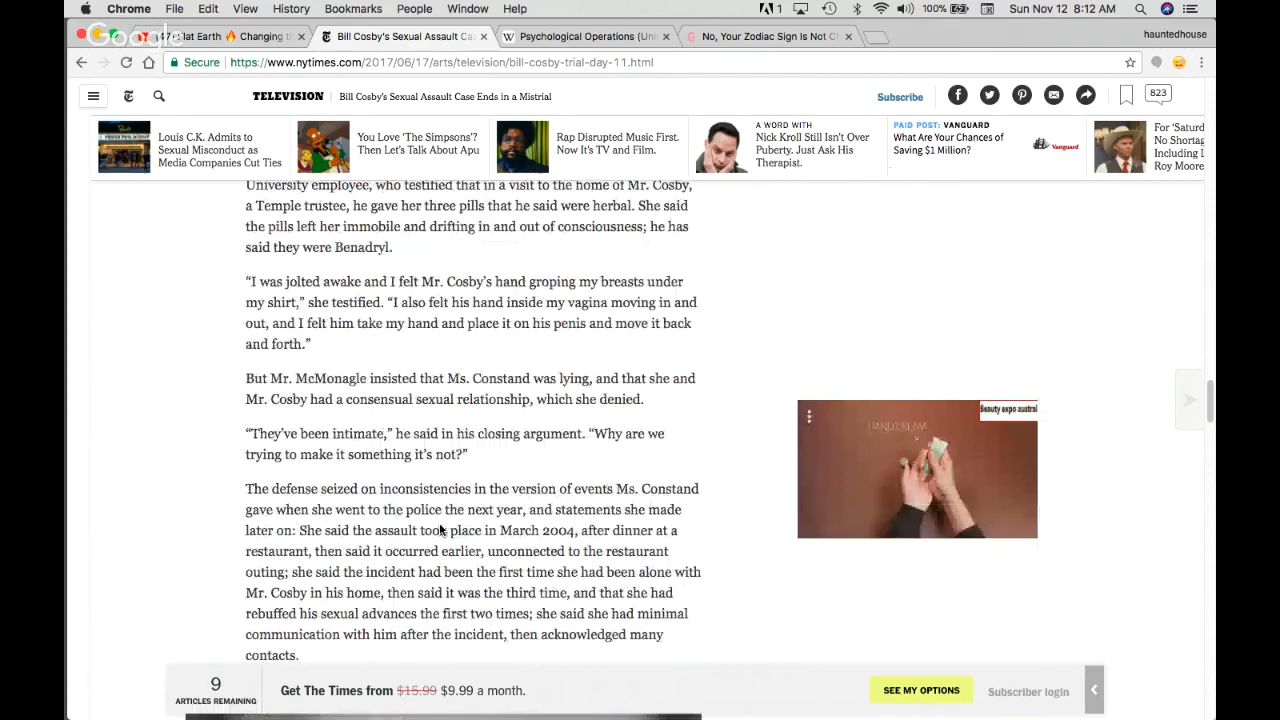 Chrome File Edit View History Bookmarks People Window Help 1 100% Sun Nov 12 8:12 AM
Google
Flat Earth 🔥 Changing th × Bill Cosby's Sexual Assault Ca × Psychological Operations (Un × No, Your Zodiac Sign Is Not C × hauntedhouse
Secure https://www.nytimes.com/2017/06/17/arts/television/bill-cosby-trial-day-11.html
TELEVISION Bill Cosby's Sexual Assault Case Ends in a Mistrial Subscribe 823
Louis C.K. Admits to
Sexual Misconduct as
Media Companies Cut Ties
You Love 'The Simpsons'?
Then Let's Talk About Apu
Rap Disrupted Music First.
Now It's TV and Film.
A WORD WITH
Nick Kroll Still Isn't Over
Puberty. Just Ask His
Therapist.
PAID POST: VANGUARD
What Are Your Chances of
Saving $1 Million?
Vanguard
For 'Saturd
No Shortag
Including L
Roy Moore
University employee, who testified that in a visit to the home of Mr. Cosby,
a Temple trustee, he gave her three pills that he said were herbal. She said
the pills left her immobile and drifting in and out of consciousness; he has
said they were Benadryl.
“I was jolted awake and I felt Mr. Cosby’s hand groping my breasts under
my shirt,” she testified. “I also felt his hand inside my vagina moving in and
out, and I felt him take my hand and place it on his penis and move it back
and forth.”
But Mr. McMonagle insisted that Ms. Constand was lying, and that she and
Mr. Cosby had a consensual sexual relationship, which she denied.
“They’ve been intimate,” he said in his closing argument. “Why are we
trying to make it something it’s not?”
The defense seized on inconsistencies in the version of events Ms. Constand
gave when she went to the police the next year, and statements she made
later on: She said the assault took place in March 2004, after dinner at a
restaurant, then said it occurred earlier, unconnected to the restaurant
outing; she said the incident had been the first time she had been alone with
Mr. Cosby in his home, then said it was the third time, and that she had
rebuffed his sexual advances the first two times; she said she had minimal
communication with him after the incident, then acknowledged many
contacts.
Beauty expo austral
HAND CREAM
9
ARTICLES REMAINING
Get The Times from $15.99 $9.99 a month.
SEE MY OPTIONS
Subscriber login